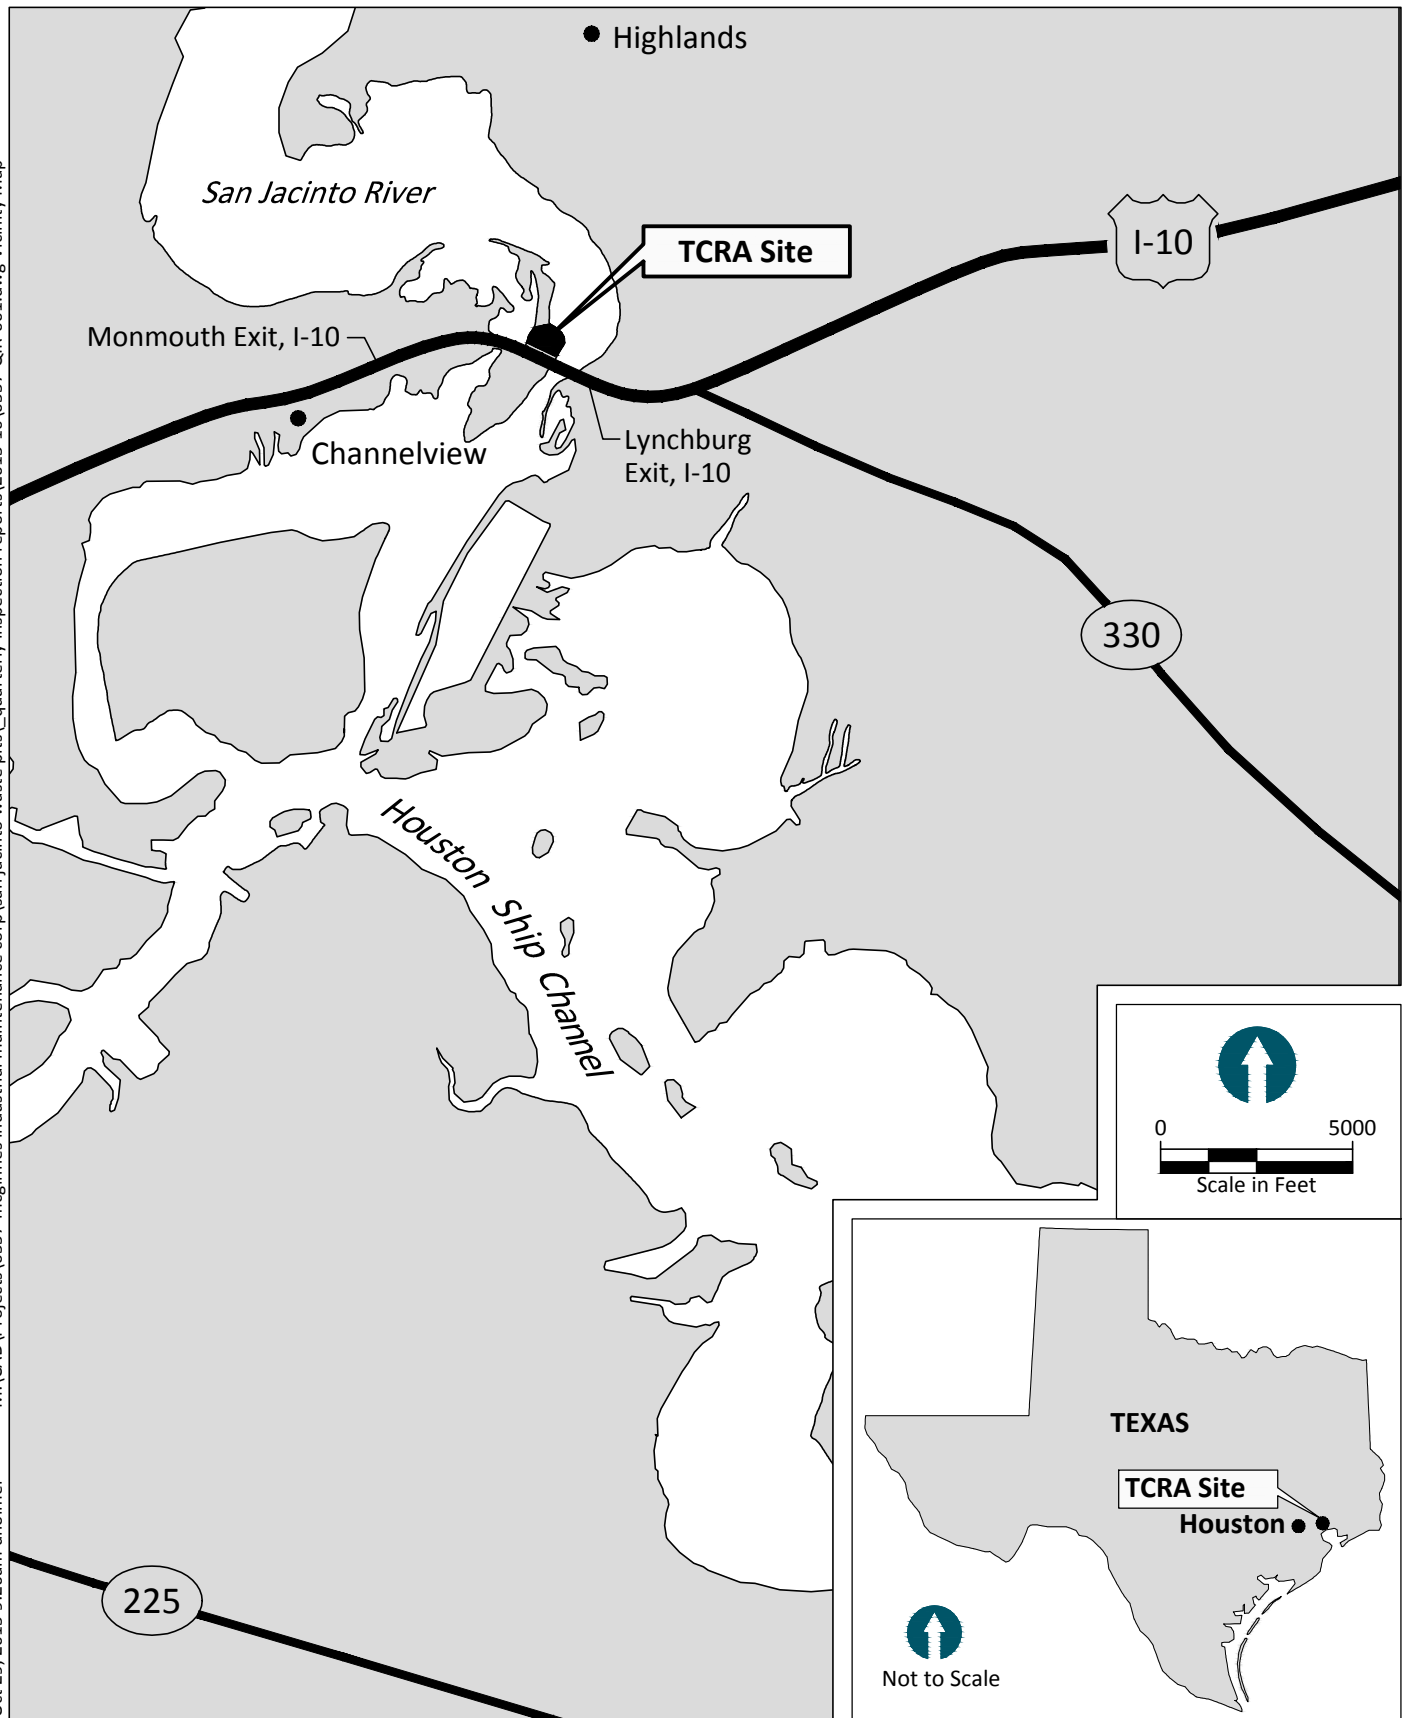 Highlands
San Jacinto River
TCRA Site
I-10
Monmouth Exit, I-10
Channelview
Lynchburg
Exit, I-10
330
Houston Ship Channel
0 5000
Scale in Feet
TEXAS
TCRA Site
Houston
225
Not to Scale